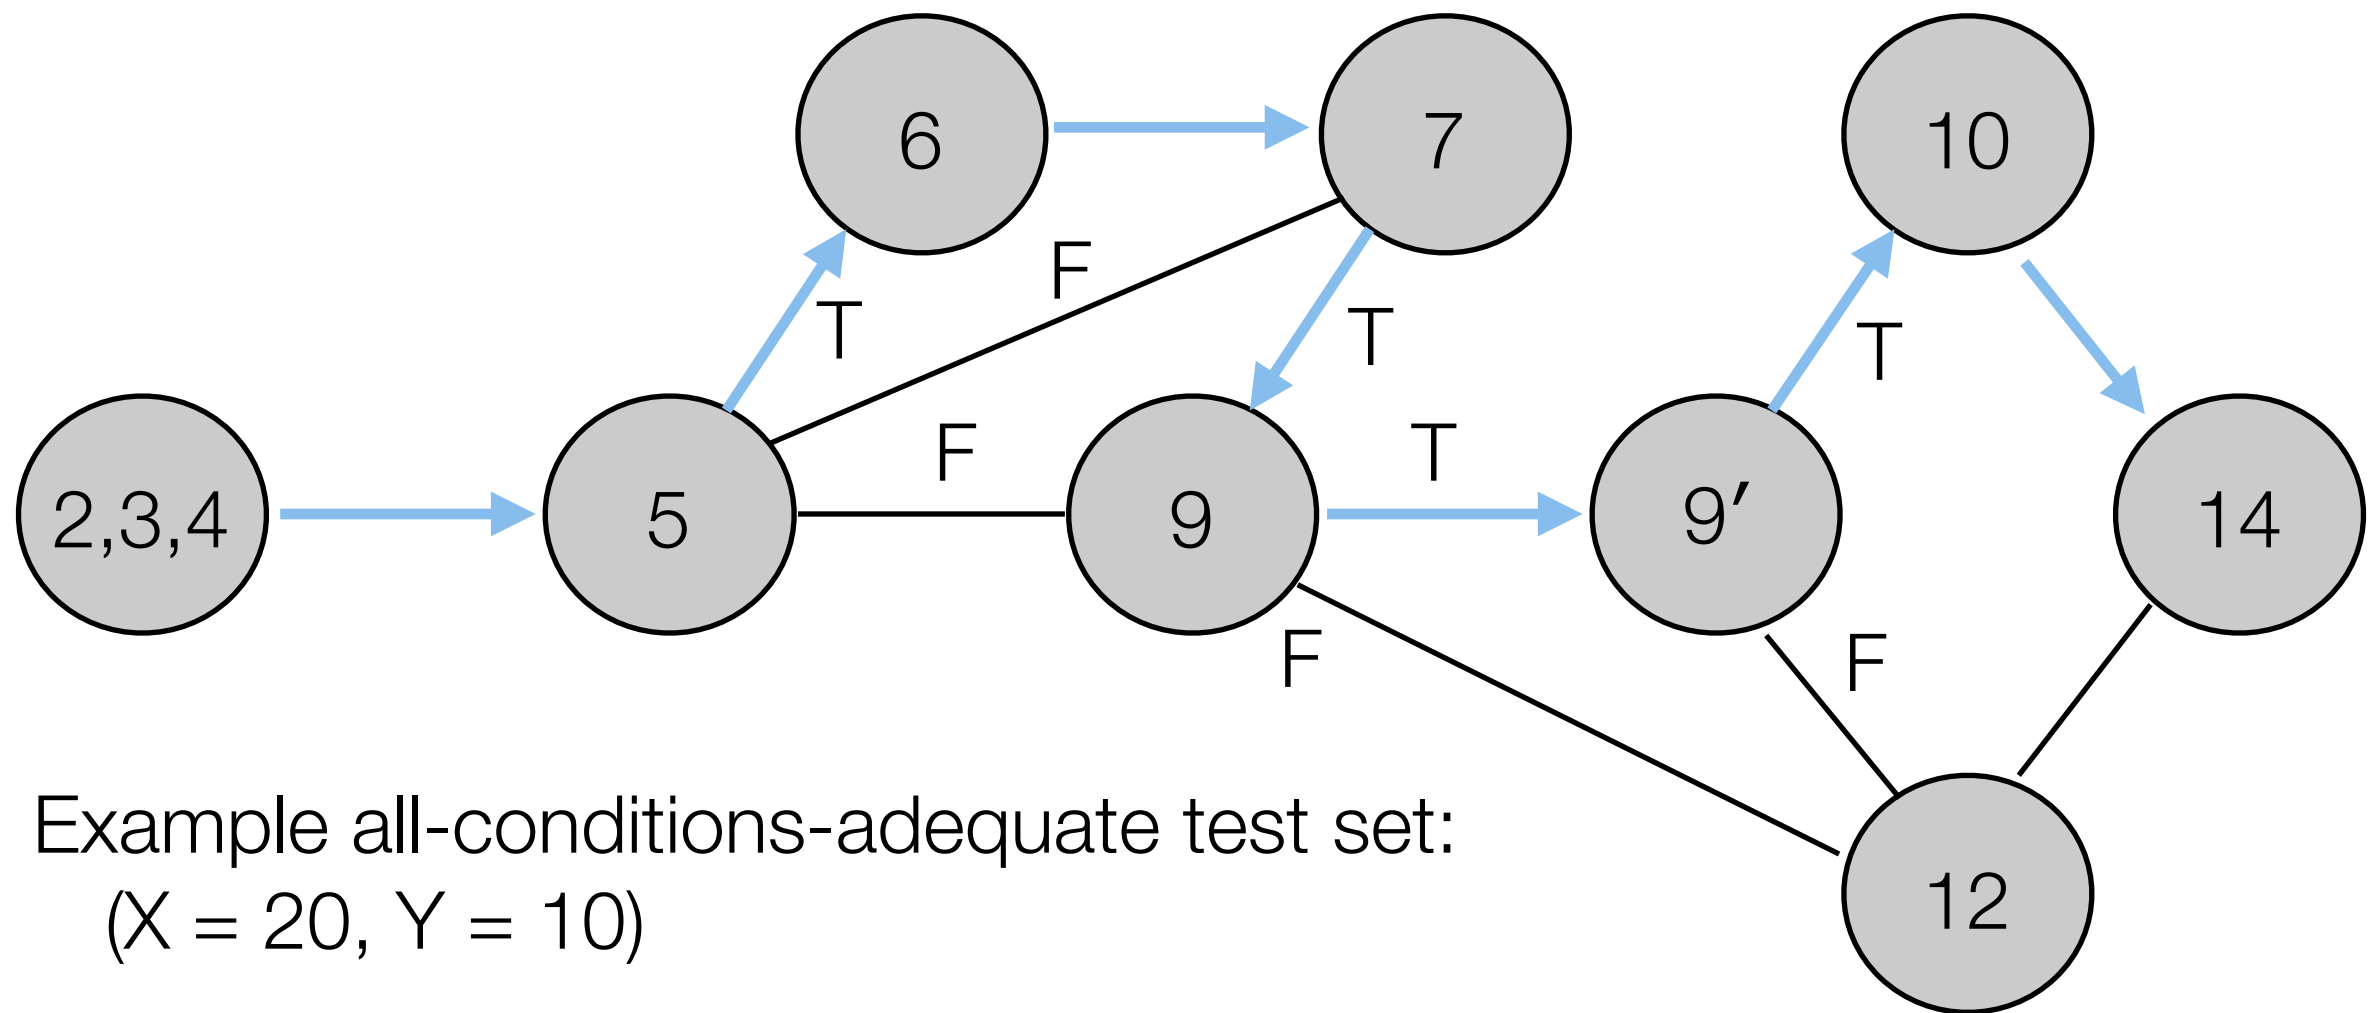 6
7
10
F
T
T
T
F
T
2,3,4
5
9
9′
14
F
F
12
Example all-conditions-adequate test set:
(X = 20, Y = 10)